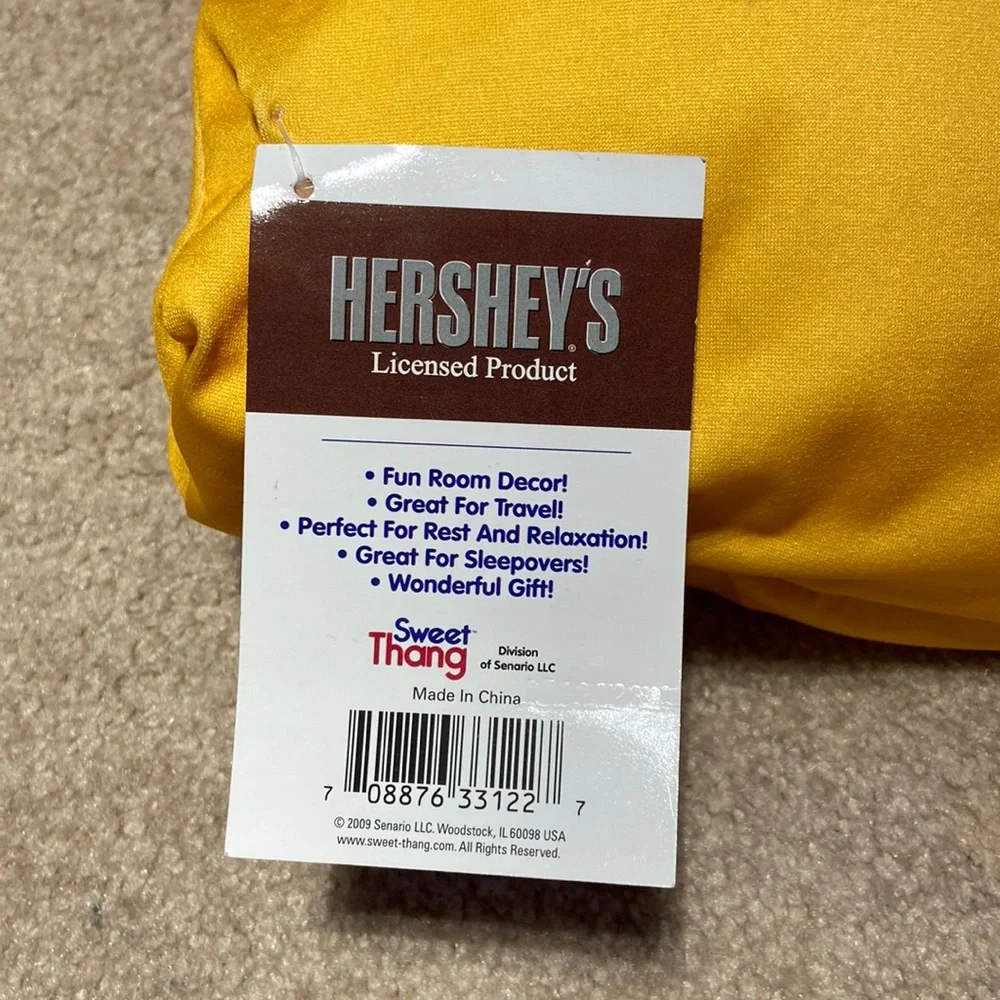 HERSHEY'S®
Licensed Product
• Fun Room Decor!
• Great For Travel!
• Perfect For Rest And Relaxation!
• Great For Sleepovers!
• Wonderful Gift!
Sweet™
Thang
Division
of Senario LLC
Made In China
7 08876 33122 7
© 2009 Senario LLC. Woodstock, IL 60098 USA
www.sweet-thang.com. All Rights Reserved.